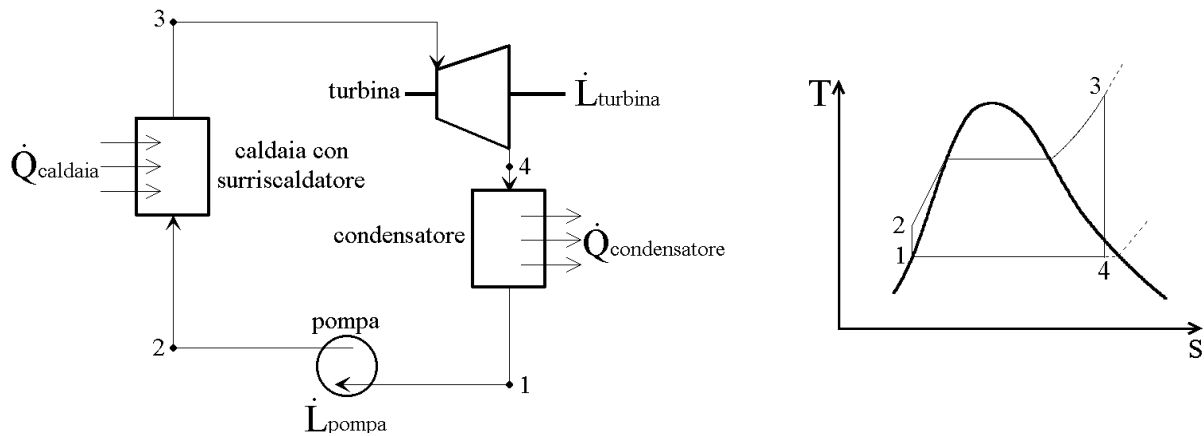 3
turbina
L̇turbina
Q̇caldaia
caldaia con
surriscaldatore
4
condensatore
Q̇condensatore
pompa
2
1
L̇pompa
T
3
2
1
4
s